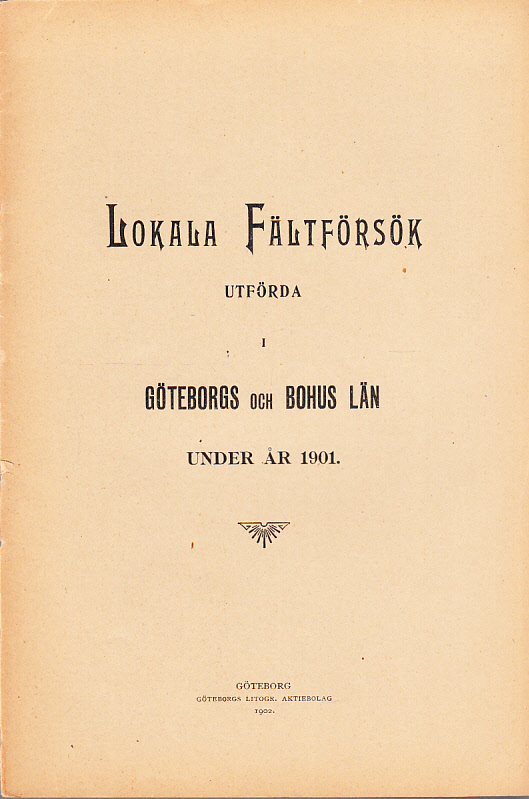 LOKALA FÄLTFÖRSÖK
UTFÖRDA
I
GÖTEBORGS OCH BOHUS LÄN
UNDER ÅR 1901.
GÖTEBORG
GÖTEBORGS LITOGR. AKTIEBOLAG
1902.